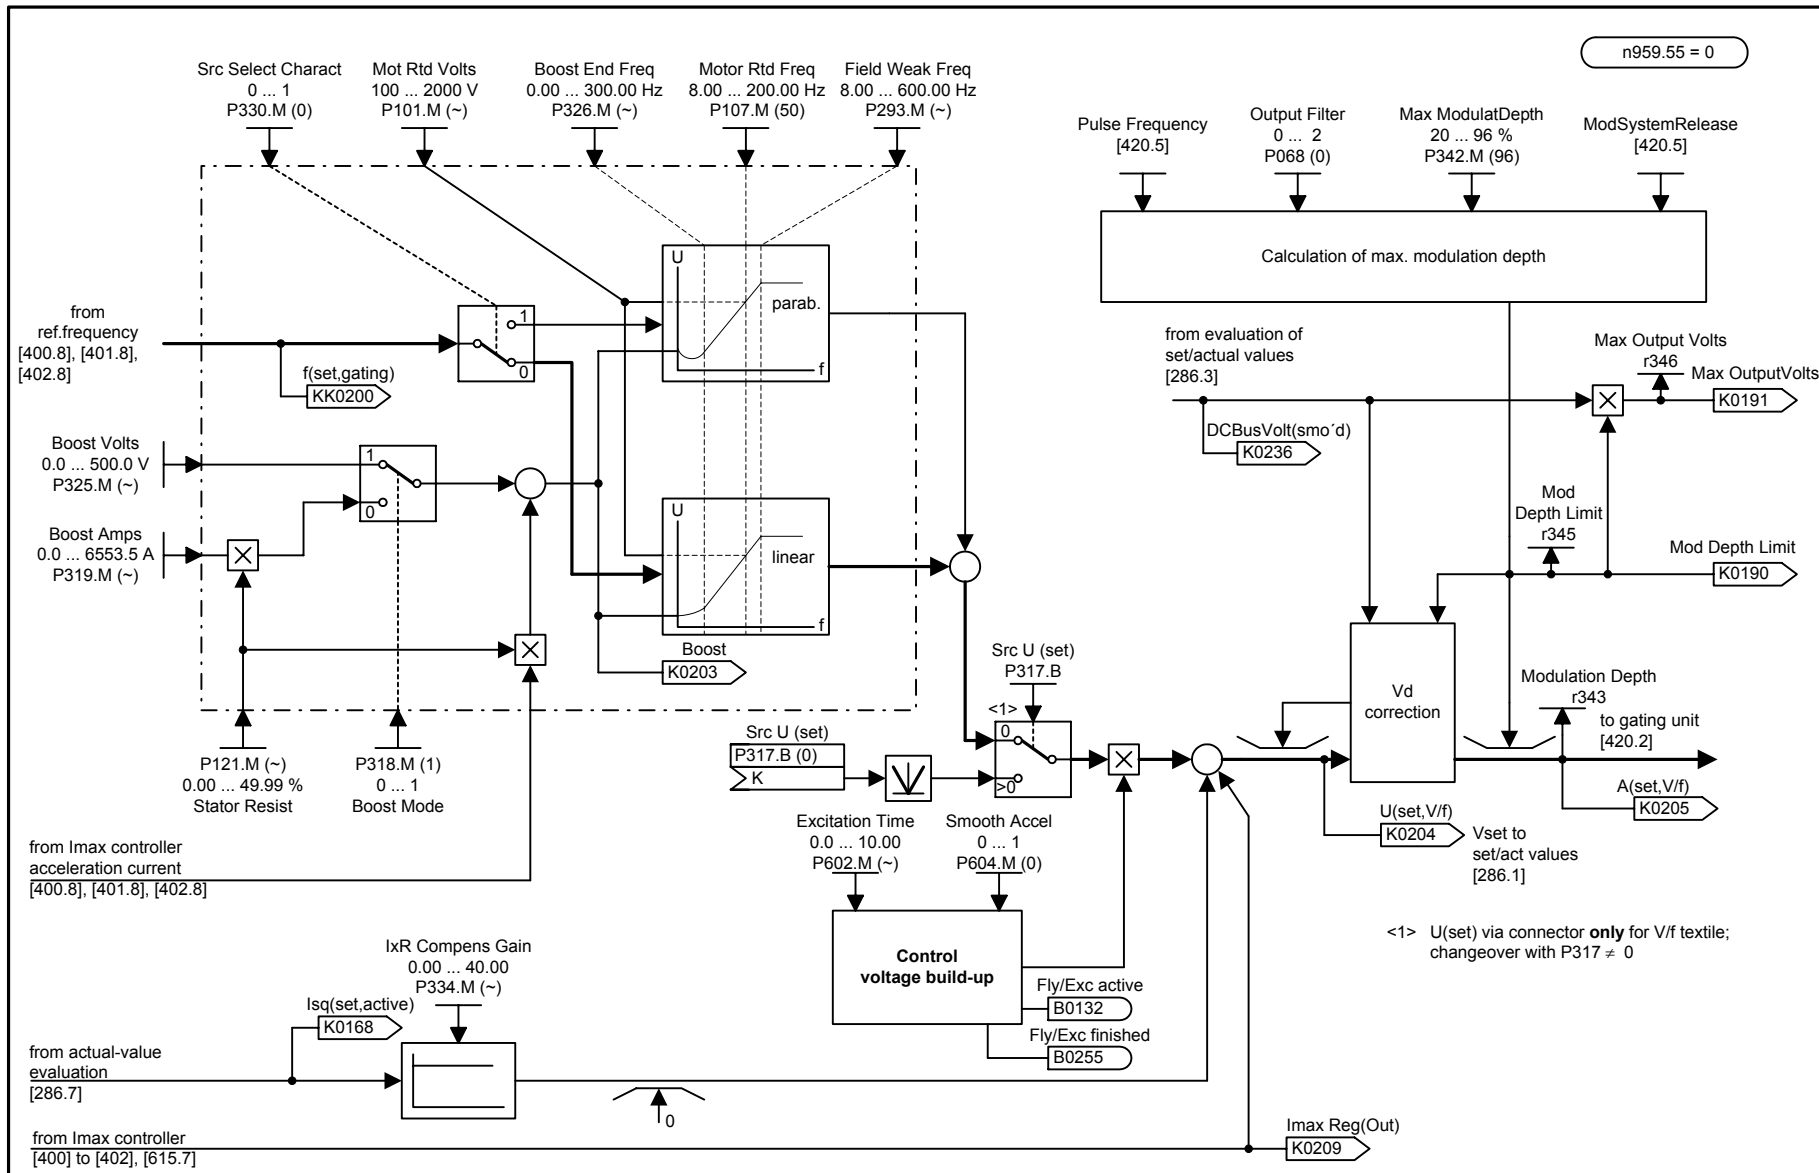 n959.55 = 0
Src Select Charact
0 ... 1
P330.M (0)
Mot Rtd Volts
100 ... 2000 V
P101.M (~)
Boost End Freq
0.00 ... 300.00 Hz
P326.M (~)
Motor Rtd Freq
8.00 ... 200.00 Hz
P107.M (50)
Field Weak Freq
8.00 ... 600.00 Hz
P293.M (~)
Pulse Frequency
[420.5]
Output Filter
0 ... 2
P068 (0)
Max ModulatDepth
20 ... 96 %
P342.M (96)
ModSystemRelease
[420.5]
Calculation of max. modulation depth
U
parab.
f
1
0
from
ref.frequency
[400.8], [401.8],
[402.8]
f(set,gating)
KK0200
from evaluation of
set/actual values
[286.3]
Max Output Volts
r346
Max OutputVolts
K0191
DCBusVolt(smo´d)
K0236
Boost Volts
0.0 ... 500.0 V
P325.M (~)
1
0
Boost Amps
0.0 ... 6553.5 A
P319.M (~)
U
linear
f
Mod
Depth Limit
r345
Mod Depth Limit
K0190
Boost
K0203
Src U (set)
P317.B
<1>
0
>0
Vd
correction
Modulation Depth
r343
to gating unit
[420.2]
P121.M (~)
0.00 ... 49.99 %
Stator Resist
P318.M (1)
0 ... 1
Boost Mode
Src U (set)
P317.B (0)
K
A(set,V/f)
K0205
U(set,V/f)
K0204
Vset to
set/act values
[286.1]
Excitation Time
0.0 ... 10.00
P602.M (~)
Smooth Accel
0 ... 1
P604.M (0)
from Imax controller
acceleration current
[400.8], [401.8], [402.8]
Control
voltage build-up
<1> U(set) via connector only for V/f textile;
changeover with P317 ≠ 0
IxR Compens Gain
0.00 ... 40.00
P334.M (~)
Fly/Exc active
B0132
Fly/Exc finished
B0255
Isq(set,active)
K0168
from actual-value
evaluation
[286.7]
0
from Imax controller
[400] to [402], [615.7]
Imax Reg(Out)
K0209